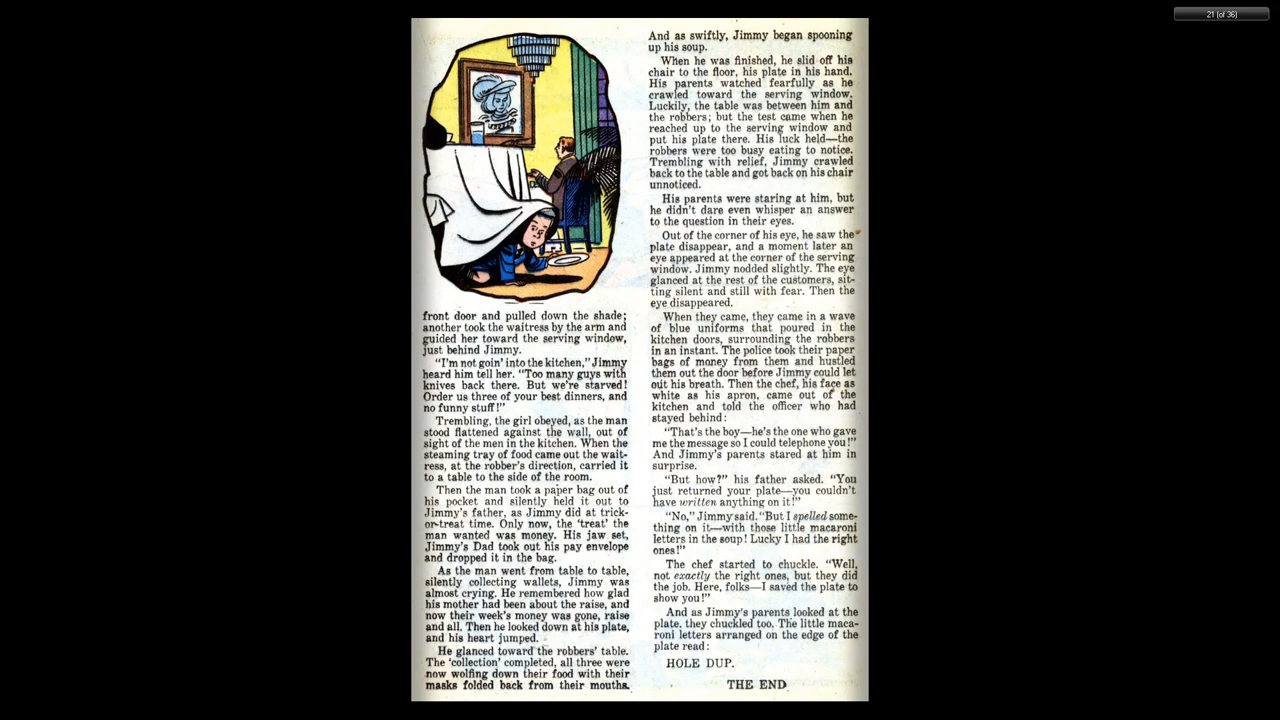 21 (of 36)
front door and pulled down the shade;
another took the waitress by the arm and
guided her toward the serving window,
just behind Jimmy.
"I'm not goin' into the kitchen," Jimmy
heard him tell her. "Too many guys with
knives back there. But we're starved!
Order us three of your best dinners, and
no funny stuff!"
Trembling, the girl obeyed, as the man
stood flattened against the wall, out of
sight of the men in the kitchen. When the
steaming tray of food came out the wait-
ress, at the robber's direction, carried it
to a table to the side of the room.
Then the man took a paper bag out of
his pocket and silently held it out to
Jimmy's father, as Jimmy did at trick-
or-treat time. Only now, the 'treat' the
man wanted was money. His jaw set,
Jimmy's Dad took out his pay envelope
and dropped it in the bag.
As the man went from table to table,
silently collecting wallets, Jimmy was
almost crying. He remembered how glad
his mother had been about the raise, and
now their week's money was gone, raise
and all. Then he looked down at his plate,
and his heart jumped.
He glanced toward the robbers' table.
The 'collection' completed, all three were
now wolfing down their food with their
masks folded back from their mouths.
And as swiftly, Jimmy began spooning
up his soup.
When he was finished, he slid off his
chair to the floor, his plate in his hand.
His parents watched fearfully as he
crawled toward the serving window.
Luckily, the table was between him and
the robbers; but the test came when he
reached up to the serving window and
put his plate there. His luck held—the
robbers were too busy eating to notice.
Trembling with relief, Jimmy crawled
back to the table and got back on his chair
unnoticed.
His parents were staring at him, but
he didn't dare even whisper an answer
to the question in their eyes.
Out of the corner of his eye, he saw the
plate disappear, and a moment later an
eye appeared at the corner of the serving
window. Jimmy nodded slightly. The eye
glanced at the rest of the customers, sit-
ting silent and still with fear. Then the
eye disappeared.
When they came, they came in a wave
of blue uniforms that poured in the
kitchen doors, surrounding the robbers
in an instant. The police took their paper
bags of money from them and hustled
them out the door before Jimmy could let
out his breath. Then the chef, his face as
white as his apron, came out of the
kitchen and told the officer who had
stayed behind:
"That's the boy—he's the one who gave
me the message so I could telephone you!"
And Jimmy's parents stared at him in
surprise.
"But how?" his father asked. "You
just returned your plate—you couldn't
have written anything on it!"
"No," Jimmy said. "But I spelled some-
thing on it—with those little macaroni
letters in the soup! Lucky I had the right
ones!"
The chef started to chuckle. "Well,
not exactly the right ones, but they did
the job. Here, folks—I saved the plate to
show you!"
And as Jimmy's parents looked at the
plate, they chuckled too. The little maca-
roni letters arranged on the edge of the
plate read:
HOLE DUP.
THE END